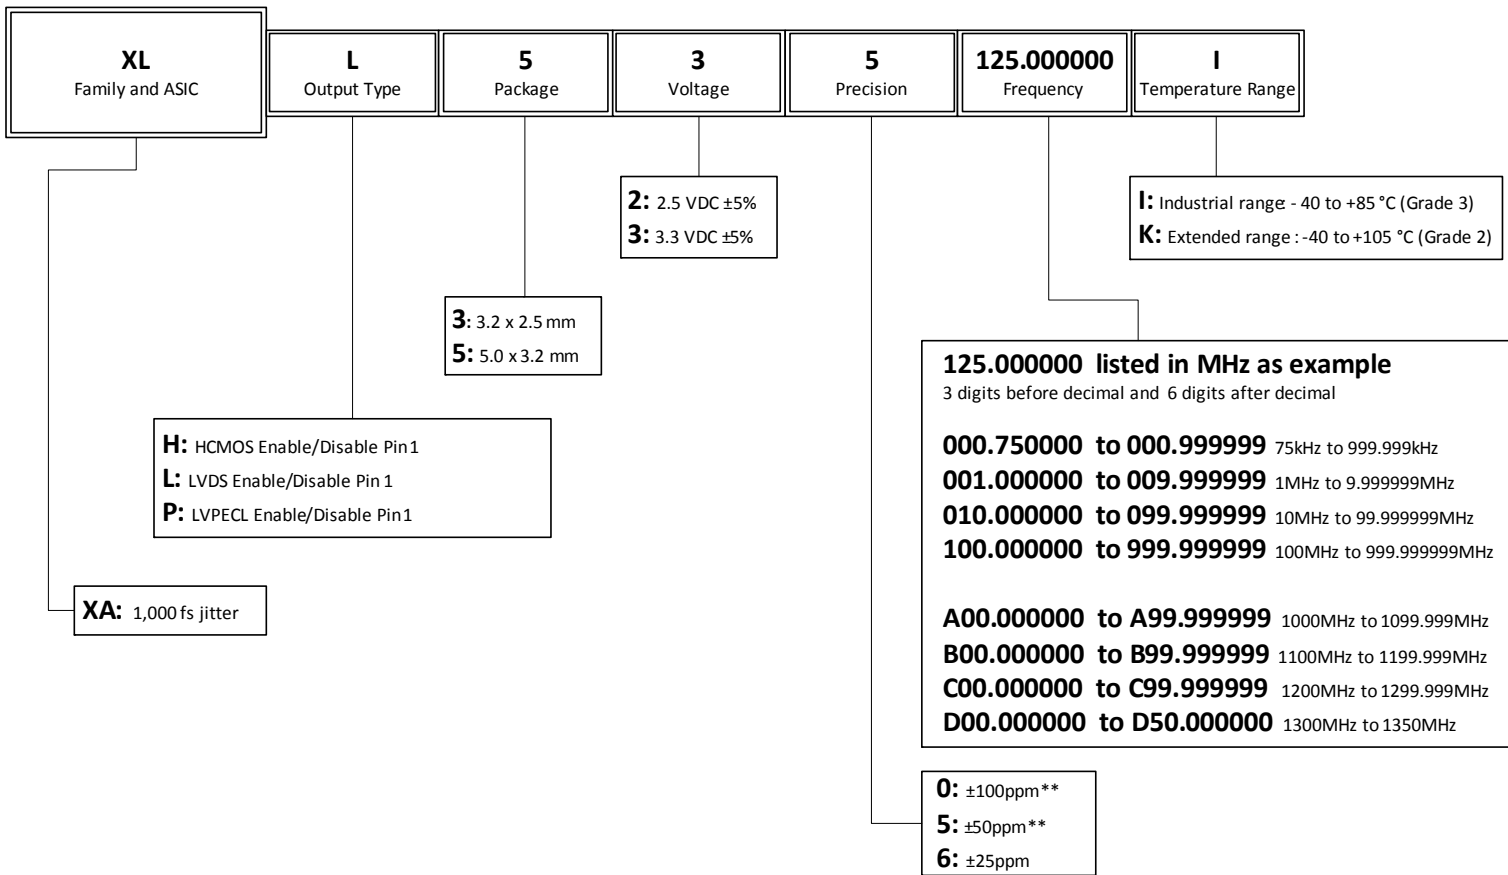 XL
Family and ASIC
L
Output Type
5
Package
3
Voltage
5
Precision
125.000000
Frequency
I
Temperature Range
2: 2.5 VDC ±5%
3: 3.3 VDC ±5%
I: Industrial range: - 40 to +85 °C (Grade 3)
K: Extended range : -40 to +105 °C (Grade 2)
3: 3.2 x 2.5 mm
5: 5.0 x 3.2 mm
125.000000 listed in MHz as example
3 digits before decimal and 6 digits after decimal
000.750000 to 000.999999 75kHz to 999.999kHz
001.000000 to 009.999999 1MHz to 9.999999MHz
010.000000 to 099.999999 10MHz to 99.999999MHz
100.000000 to 999.999999 100MHz to 999.999999MHz
A00.000000 to A99.999999 1000MHz to 1099.999MHz
B00.000000 to B99.999999 1100MHz to 1199.999MHz
C00.000000 to C99.999999 1200MHz to 1299.999MHz
D00.000000 to D50.000000 1300MHz to 1350MHz
H: HCMOS Enable/Disable Pin1
L: LVDS Enable/Disable Pin 1
P: LVPECL Enable/Disable Pin1
XA: 1,000 fs jitter
0: ±100ppm**
5: ±50ppm**
6: ±25ppm